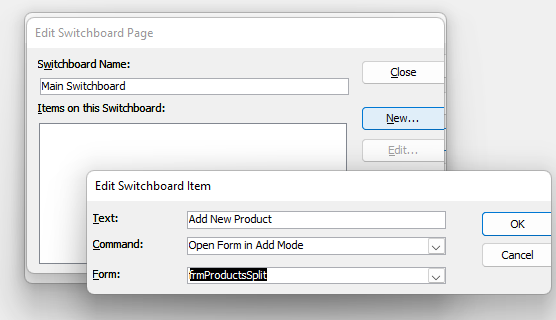 Edit Switchboard Page
Switchboard Name:
Close
Main Switchboard
Items on this Switchboard:
New...
Edit...
Edit Switchboard Item
Text:
Add New Product
OK
Command:
Open Form in Add Mode
Cancel
Form:
frmProductsSplit